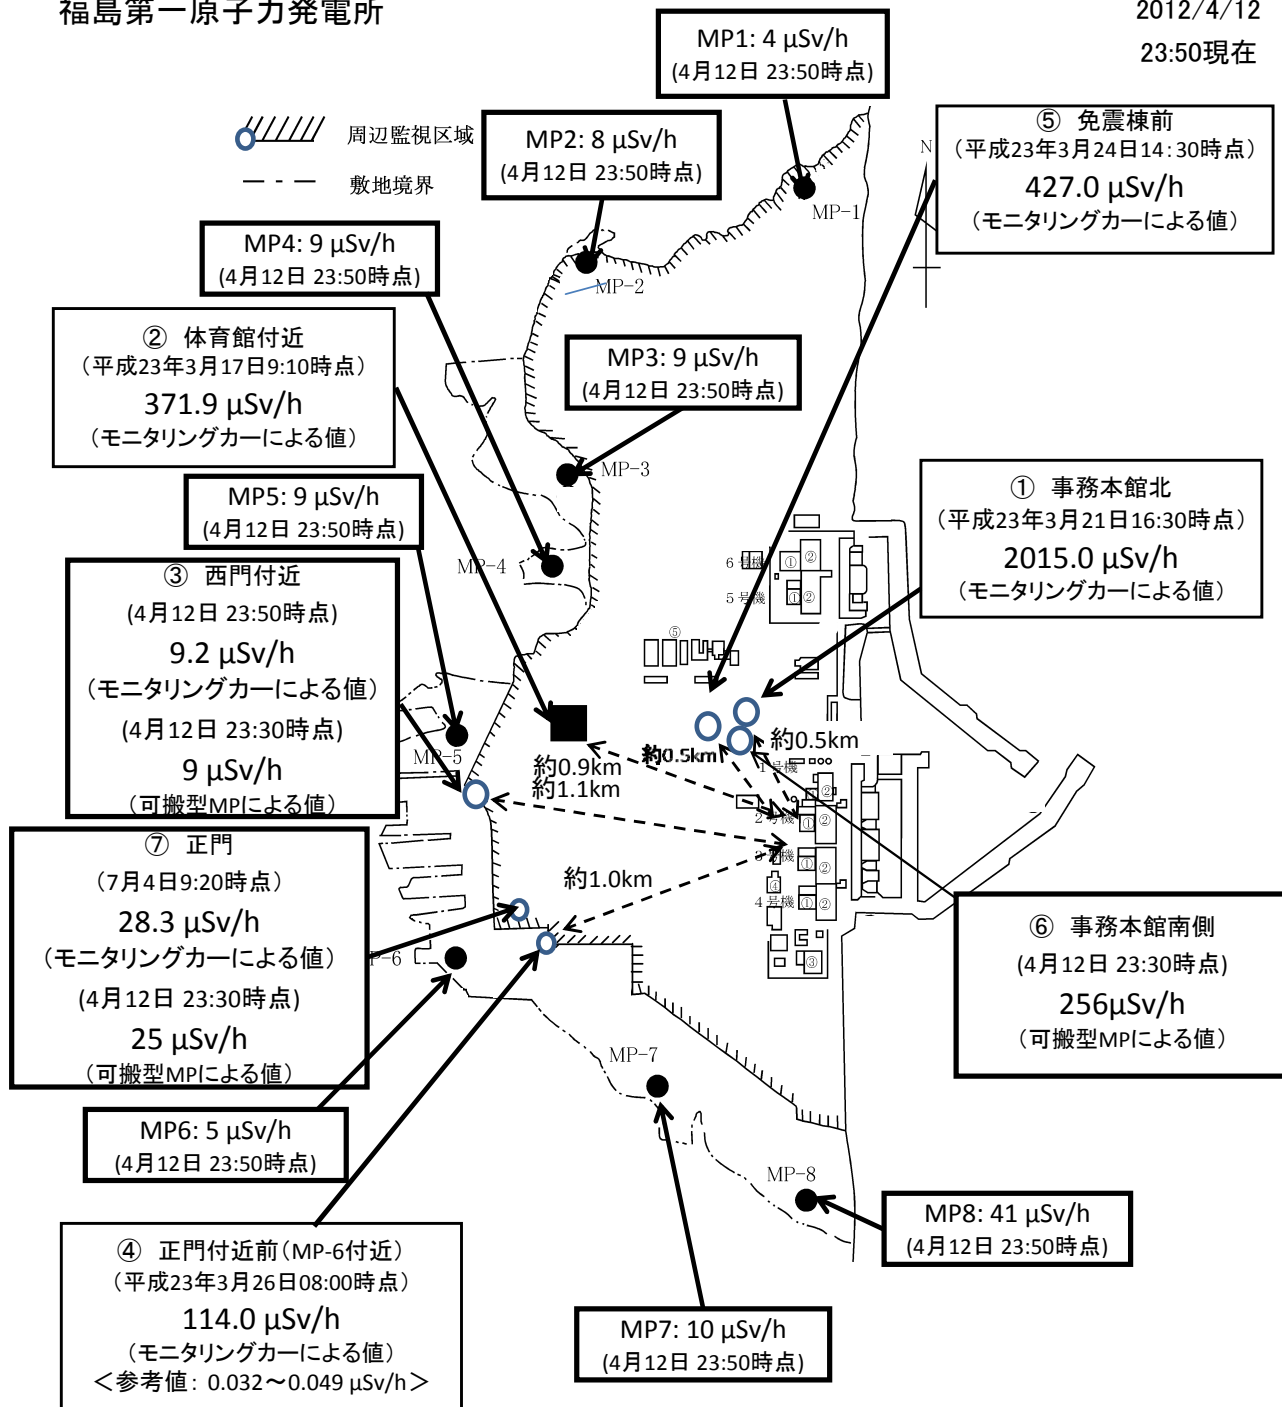 福島第一原子力発電所
2012/4/12
23:50現在
周辺監視区域
敷地境界
MP1: 4 μSv/h
(4月12日 23:50時点)
MP2: 8 μSv/h
(4月12日 23:50時点)
⑤ 免震棟前
(平成23年3月24日14:30時点)
427.0 μSv/h
(モニタリングカーによる値)
N
MP-1
MP4: 9 μSv/h
(4月12日 23:50時点)
MP-2
② 体育館付近
(平成23年3月17日9:10時点)
371.9 μSv/h
(モニタリングカーによる値)
MP3: 9 μSv/h
(4月12日 23:50時点)
MP-3
MP5: 9 μSv/h
(4月12日 23:50時点)
① 事務本館北
(平成23年3月21日16:30時点)
2015.0 μSv/h
(モニタリングカーによる値)
MP-4
6号機
① ②
5号機
① ②
⑤
③ 西門付近
(4月12日 23:50時点)
9.2 μSv/h
(モニタリングカーによる値)
(4月12日 23:30時点)
9 μSv/h
(可搬型MPによる値)
MP-5
約0.9km
約1.1km
約0.5km
約0.5km
1号機
②
2号機
① ②
3号機
① ②
④
4号機
① ②
③
約1.0km
⑦ 正門
(7月4日9:20時点)
28.3 μSv/h
(モニタリングカーによる値)
(4月12日 23:30時点)
25 μSv/h
(可搬型MPによる値)
P-6
⑥ 事務本館南側
(4月12日 23:30時点)
256μSv/h
(可搬型MPによる値)
MP-7
MP6: 5 μSv/h
(4月12日 23:50時点)
MP-8
MP8: 41 μSv/h
(4月12日 23:50時点)
④ 正門付近前(MP-6付近)
(平成23年3月26日08:00時点)
114.0 μSv/h
(モニタリングカーによる値)
＜参考値: 0.032～0.049 μSv/h＞
MP7: 10 μSv/h
(4月12日 23:50時点)